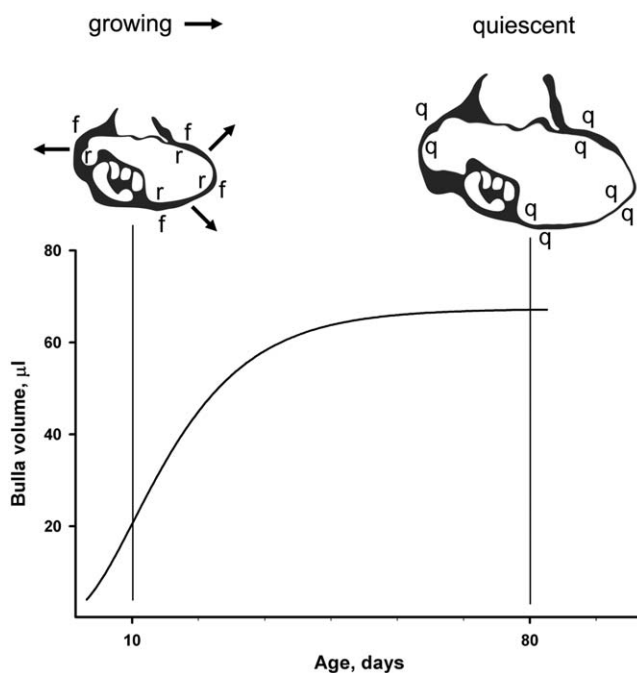 growing → quiescent
f f q
r r q q
r f q q
r f q q
80
60
40
20
Bulla volume, µl
10 80
Age, days